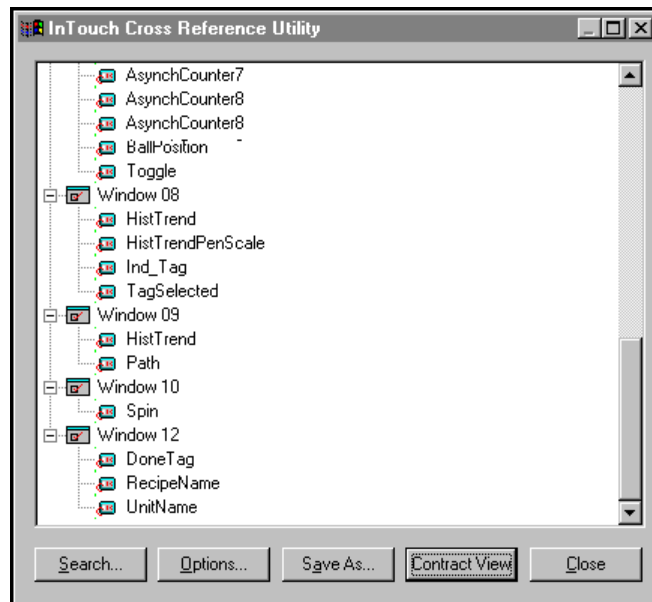 InTouch Cross Reference Utility
AsynchCounter7
AsynchCounter8
AsynchCounter8
BallPosition
Toggle
Window 08
HistTrend
HistTrendPenScale
Ind_Tag
TagSelected
Window 09
HistTrend
Path
Window 10
Spin
Window 12
DoneTag
RecipeName
UnitName
Search... Options... Save As... Contract View Close